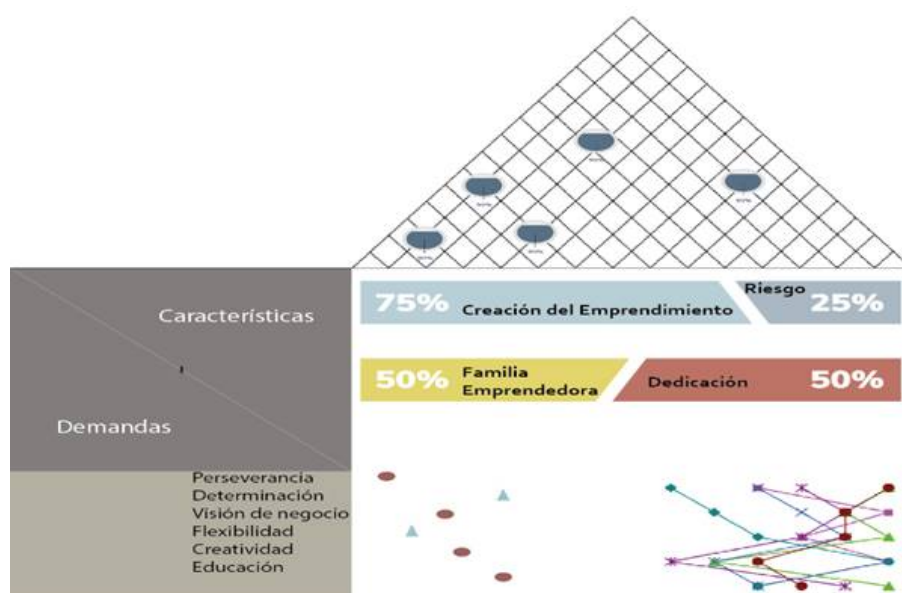 Características
Demandas
75% Creación del Emprendimiento
Riesgo
25%
50% Familia
Emprendedora
Dedicación 50%
Perseverancia
Determinación
Visión de negocio
Flexibilidad
Creatividad
Educación